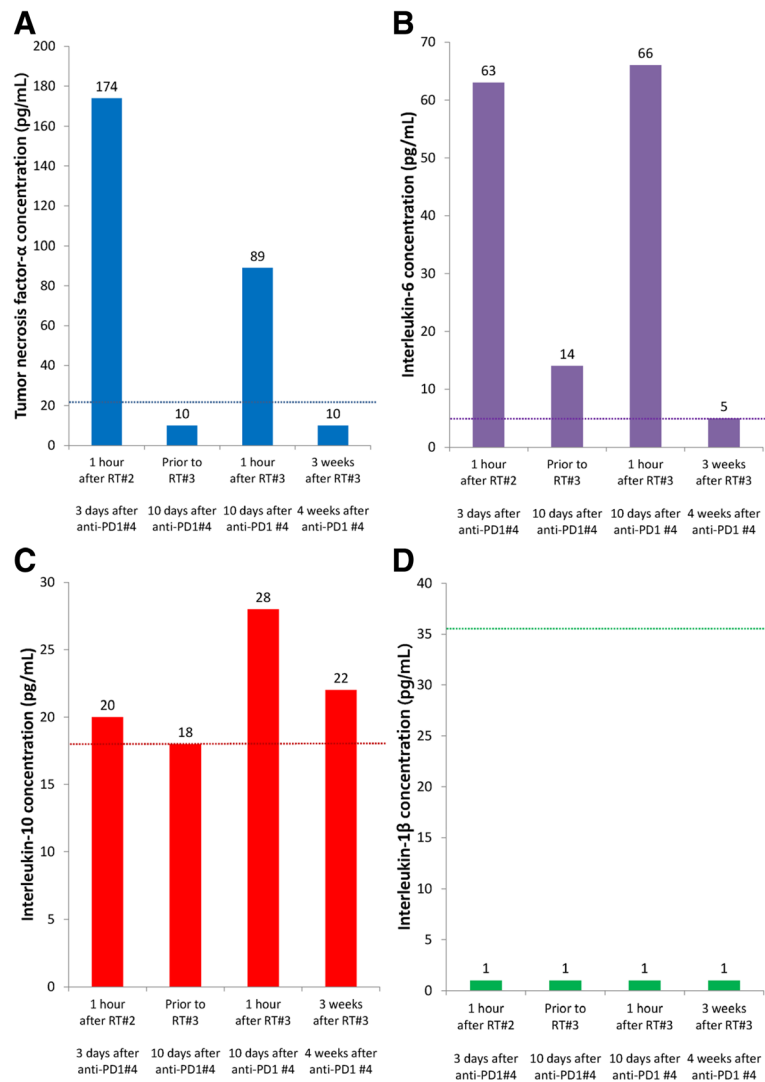 A
Tumor necrosis factor-α concentration (pg/mL)
200
180
160
140
120
100
80
60
40
20
0
174
10
89
10
1 hour after RT#2
Prior to RT#3
1 hour after RT#3
3 weeks after RT#3
3 days after anti-PD1#4
10 days after anti-PD1#4
10 days after anti-PD1 #4
4 weeks after anti-PD1 #4
B
Interleukin-6 concentration (pg/mL)
70
60
50
40
30
20
10
0
63
14
66
5
1 hour after RT#2
Prior to RT#3
1 hour after RT#3
3 weeks after RT#3
3 days after anti-PD1#4
10 days after anti-PD1#4
10 days after anti-PD1 #4
4 weeks after anti-PD1 #4
C
Interleukin-10 concentration (pg/mL)
30
25
20
15
10
5
0
20
18
28
22
1 hour after RT#2
Prior to RT#3
1 hour after RT#3
3 weeks after RT#3
3 days after anti-PD1#4
10 days after anti-PD1#4
10 days after anti-PD1 #4
4 weeks after anti-PD1 #4
D
Interleukin-1β concentration (pg/mL)
40
35
30
25
20
15
10
5
0
1
1
1
1
1 hour after RT#2
Prior to RT#3
1 hour after RT#3
3 weeks after RT#3
3 days after anti-PD1#4
10 days after anti-PD1#4
10 days after anti-PD1 #4
4 weeks after anti-PD1 #4